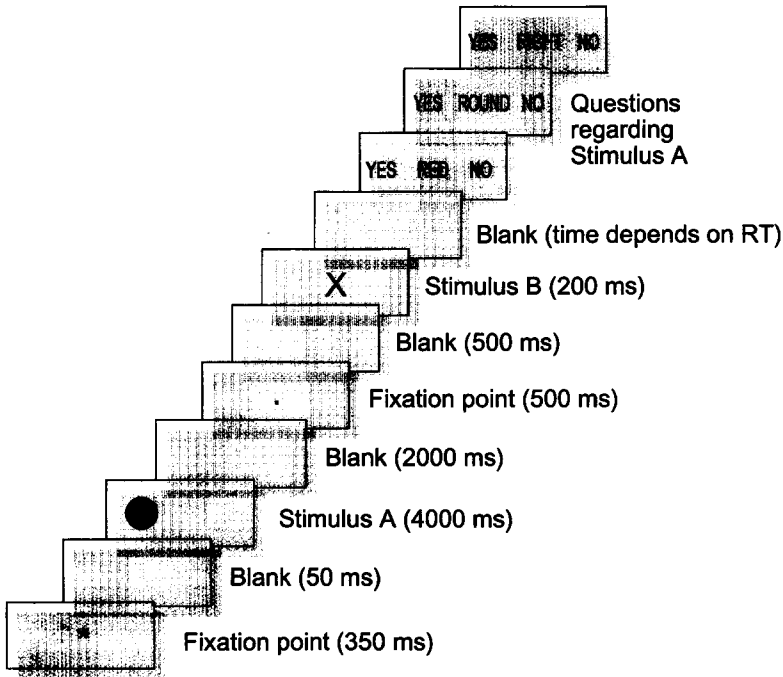 YES RIGHT NO
YES ROUND NO
Questions
regarding
Stimulus A
YES RED NO
Blank (time depends on RT)
X
Stimulus B (200 ms)
Blank (500 ms)
Fixation point (500 ms)
Blank (2000 ms)
Stimulus A (4000 ms)
Blank (50 ms)
Fixation point (350 ms)